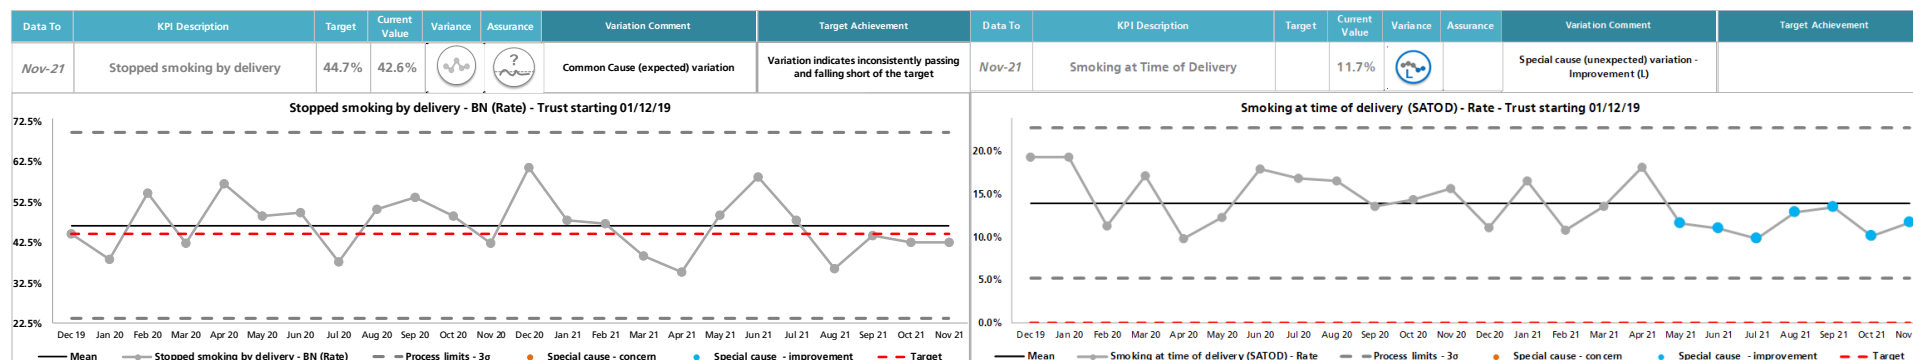 Data To KPI Description Target Current Value Variance Assurance Variation Comment Target Achievement
Nov-21 Stopped smoking by delivery 44.7% 42.6% ? Common Cause (expected) variation Variation indicates inconsistently passing and falling short of the target
Stopped smoking by delivery - BN (Rate) - Trust starting 01/12/19
72.5%
62.5%
52.5%
42.5%
32.5%
22.5%
Dec 19 Jan 20 Feb 20 Mar 20 Apr 20 May 20 Jun 20 Jul 20 Aug 20 Sep 20 Oct 20 Nov 20 Dec 20 Jan 21 Feb 21 Mar 21 Apr 21 May 21 Jun 21 Jul 21 Aug 21 Sep 21 Oct 21 Nov 21
Mean Stopped smoking by delivery - BN (Rate) Process limits - 3σ Special cause - concern Special cause - improvement Target
Data To KPI Description Target Current Value Variance Assurance Variation Comment Target Achievement
Nov-21 Smoking at Time of Delivery 11.7% L Special cause (unexpected) variation - Improvement (L)
Smoking at time of delivery (SATOD) - Rate - Trust starting 01/12/19
20.0%
15.0%
10.0%
5.0%
0.0%
Dec 19 Jan 20 Feb 20 Mar 20 Apr 20 May 20 Jun 20 Jul 20 Aug 20 Sep 20 Oct 20 Nov 20 Dec 20 Jan 21 Feb 21 Mar 21 Apr 21 May 21 Jun 21 Jul 21 Aug 21 Sep 21 Oct 21 Nov
Mean Smoking at time of delivery (SATOD) - Rate Process limits - 3σ Special cause - concern Special cause - improvement Target